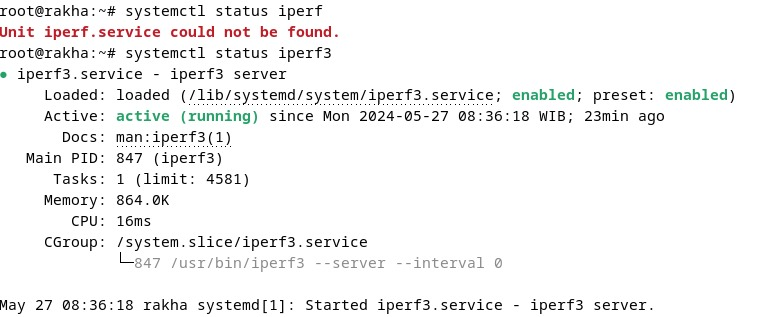 root@rakha:~# systemctl status iperf
Unit iperf.service could not be found.
root@rakha:~# systemctl status iperf3
● iperf3.service - iperf3 server
     Loaded: loaded (/lib/systemd/system/iperf3.service; enabled; preset: enabled)
     Active: active (running) since Mon 2024-05-27 08:36:18 WIB; 23min ago
       Docs: man:iperf3(1)
   Main PID: 847 (iperf3)
      Tasks: 1 (limit: 4581)
     Memory: 864.0K
        CPU: 16ms
     CGroup: /system.slice/iperf3.service
             └─847 /usr/bin/iperf3 --server --interval 0
May 27 08:36:18 rakha systemd[1]: Started iperf3.service - iperf3 server.